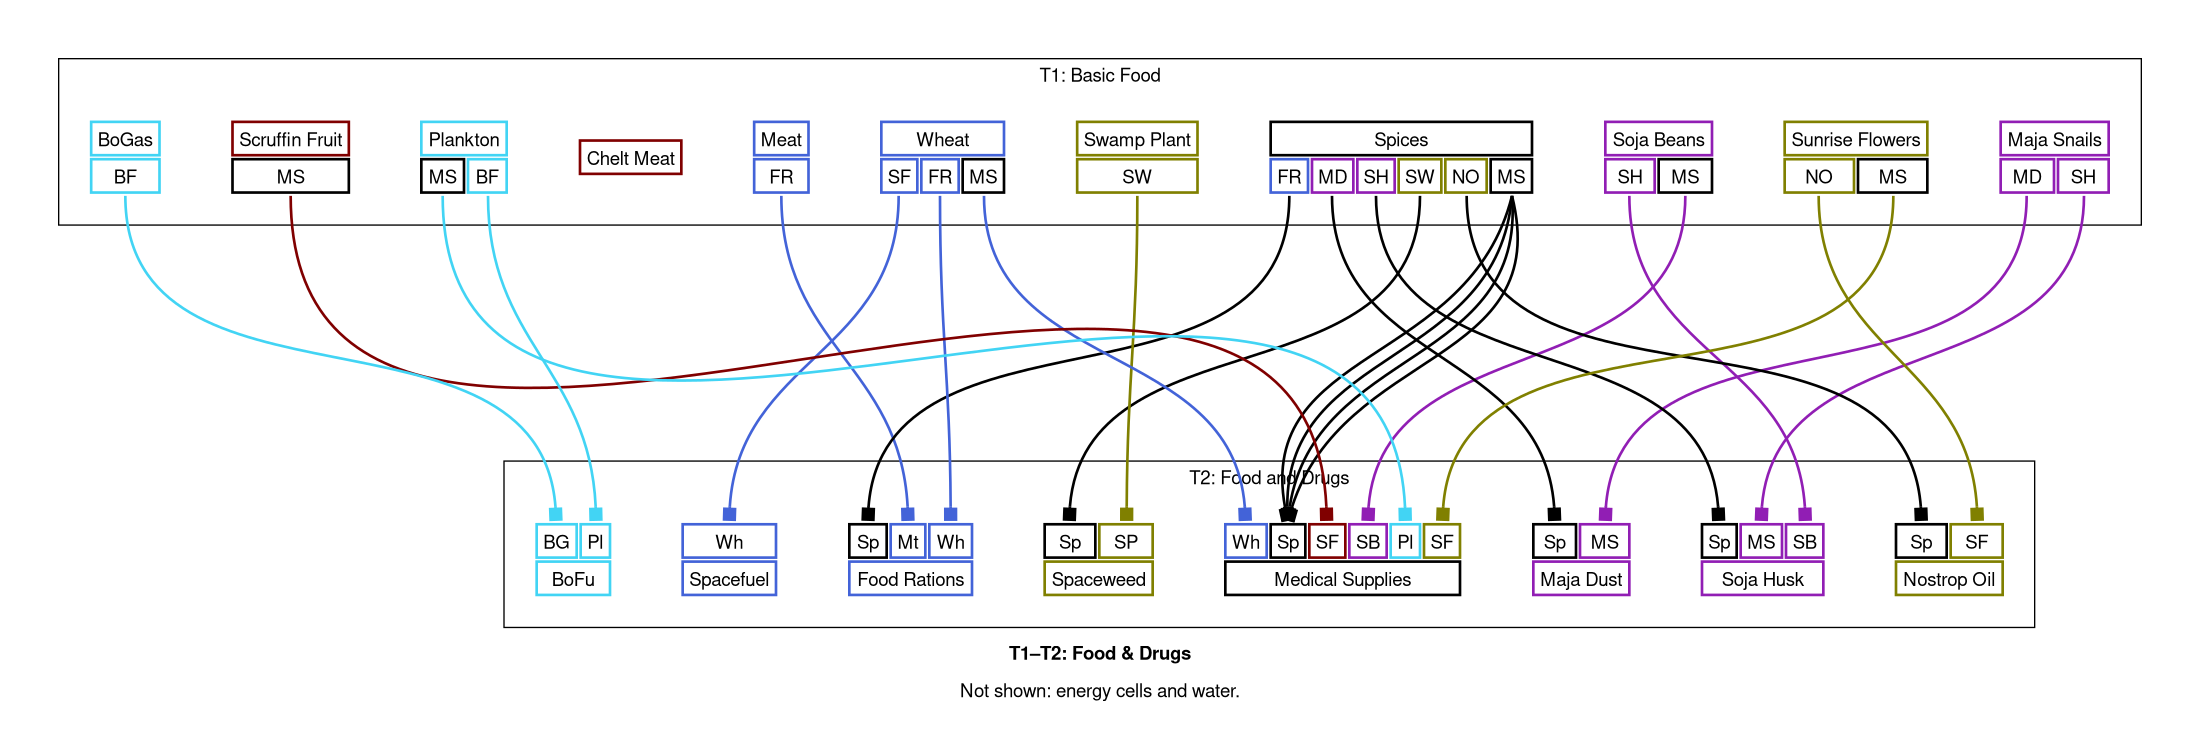 T1: Basic Food
BoGas Scruffin Fruit Plankton Chelt Meat Meat Wheat Swamp Plant Spices Soja Beans Sunrise Flowers Maja Snails
BF MS MS BF FR SF FR MS SW FR MD SH SW NO MS SH MS NO MS MD SH
T2: Food and Drugs
BG Pl Wh Sp Mt Wh Sp SP Wh Sp SF SB Pl SF Sp MS Sp MS SB Sp SF
BoFu Spacefuel Food Rations Spaceweed Medical Supplies Maja Dust Soja Husk Nostrop Oil
T1–T2: Food & Drugs
Not shown: energy cells and water.